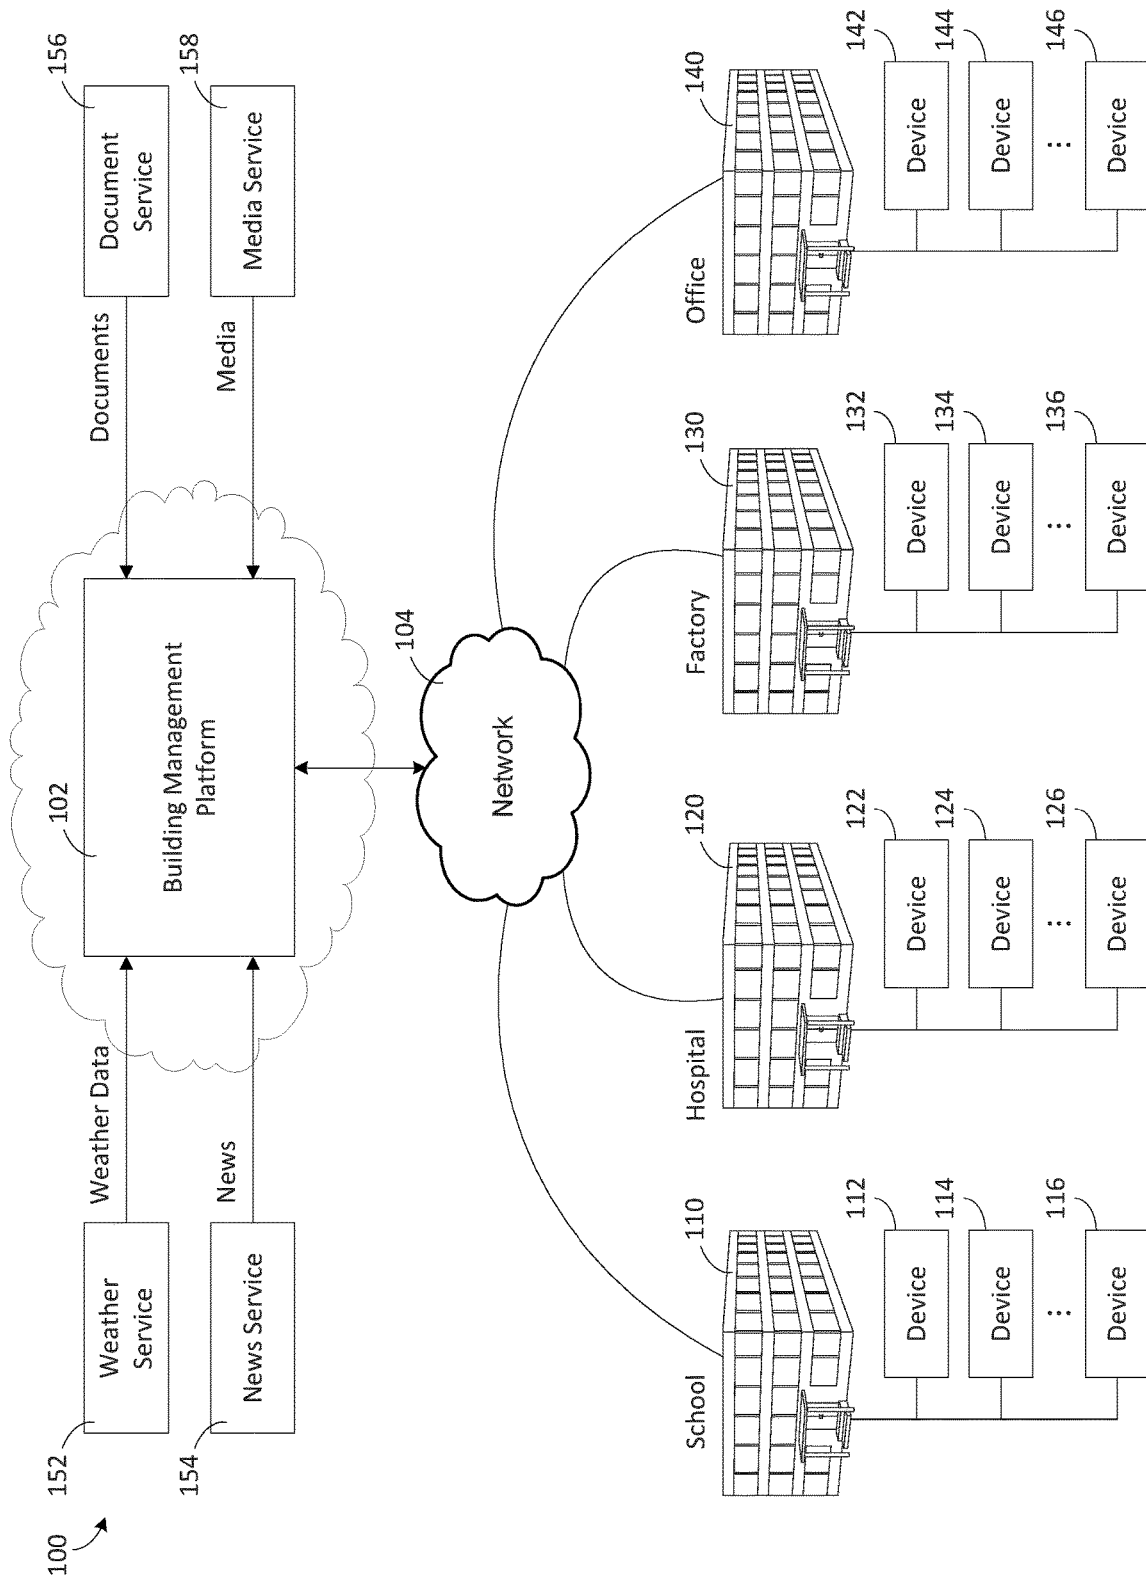 100
152
Weather
Service
154
News Service
Weather Data
News
102
Building Management
Platform
Documents
Media
156
Document
Service
158
Media Service
104
Network
School
110
Device
112
Device
114
...
Device
116
Hospital
120
Device
122
Device
124
...
Device
126
Factory
130
Device
132
Device
134
...
Device
136
Office
140
Device
142
Device
144
...
Device
146